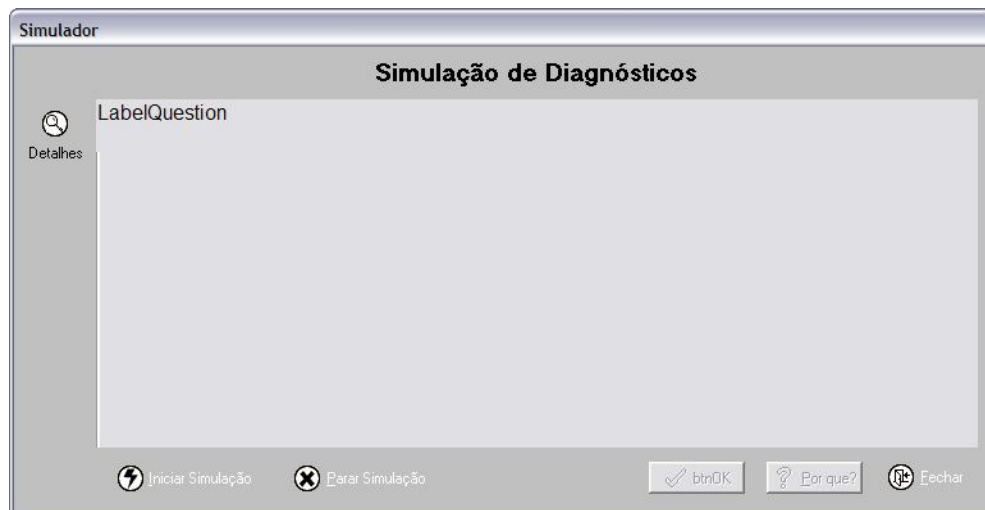 Simulador
Simulação de Diagnósticos
LabelQuestion
Detalhes
Iniciar Simulação Parar Simulação btnOK Por que? Fechar